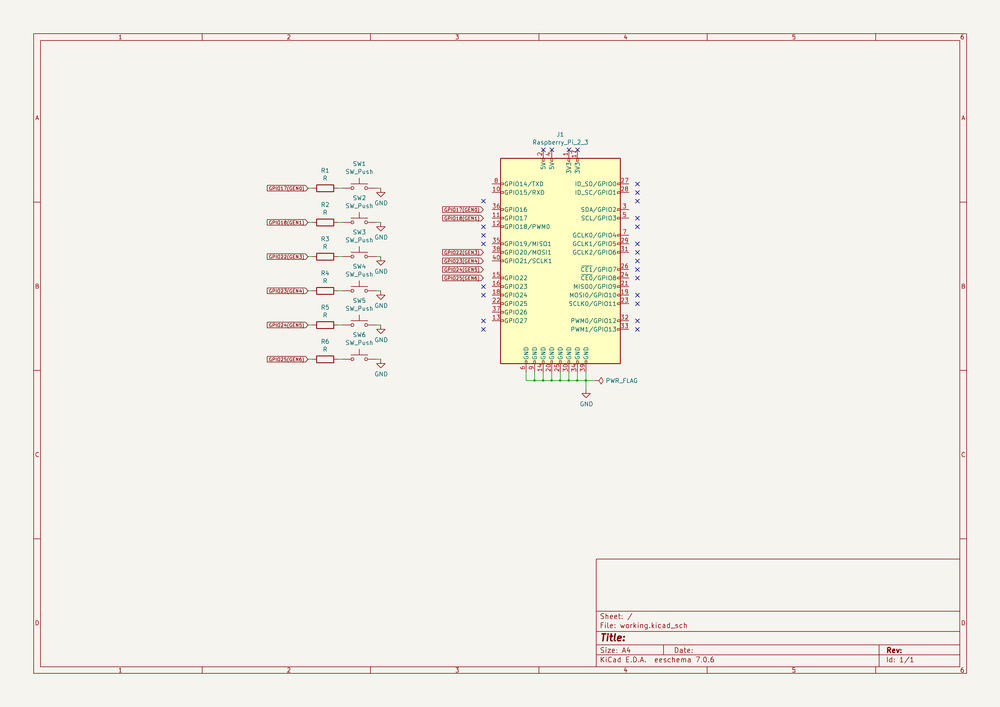 1 2 3 4 5 6
A A
B B
C C
D D
1 2 3 4 5 6
R1
R
SW1
SW_Push
GPIO17(GEN0)
GND
R2
R
SW2
SW_Push
GPIO18(GEN1)
GND
R3
R
SW3
SW_Push
GPIO22(GEN3)
GND
R4
R
SW4
SW_Push
GPIO23(GEN4)
GND
R5
R
SW5
SW_Push
GPIO24(GEN5)
GND
R6
R
SW6
SW_Push
GPIO25(GEN6)
GND
J1
Raspberry_Pi_2_3
2 4 1 17
5V 5V 3V3 3V3
8 GPIO14/TXD
10 GPIO15/RXD
36 GPIO16
11 GPIO17
12 GPIO18/PWM0
35 GPIO19/MISO1
38 GPIO20/MOSI1
40 GPIO21/SCLK1
15 GPIO22
16 GPIO23
18 GPIO24
22 GPIO25
37 GPIO26
13 GPIO27
ID_SD/GPIO0 27
ID_SC/GPIO1 28
SDA/GPIO2 3
SCL/GPIO3 5
GCLK0/GPIO4 7
GCLK1/GPIO5 29
GCLK2/GPIO6 31
CE1/GPIO7 26
CE0/GPIO8 24
MISO0/GPIO9 21
MOSI0/GPIO10 19
SCLK0/GPIO11 23
PWM0/GPIO12 32
PWM1/GPIO13 33
GPIO17(GEN0)
GPIO18(GEN1)
GPIO22(GEN3)
GPIO23(GEN4)
GPIO24(GEN5)
GPIO25(GEN6)
GND GND GND GND GND GND GND GND
6 9 14 20 25 30 34 39
PWR_FLAG
GND
Sheet: /
File: working.kicad_sch
Title:
Size: A4 Date: Rev:
KiCad E.D.A. eeschema 7.0.6 Id: 1/1